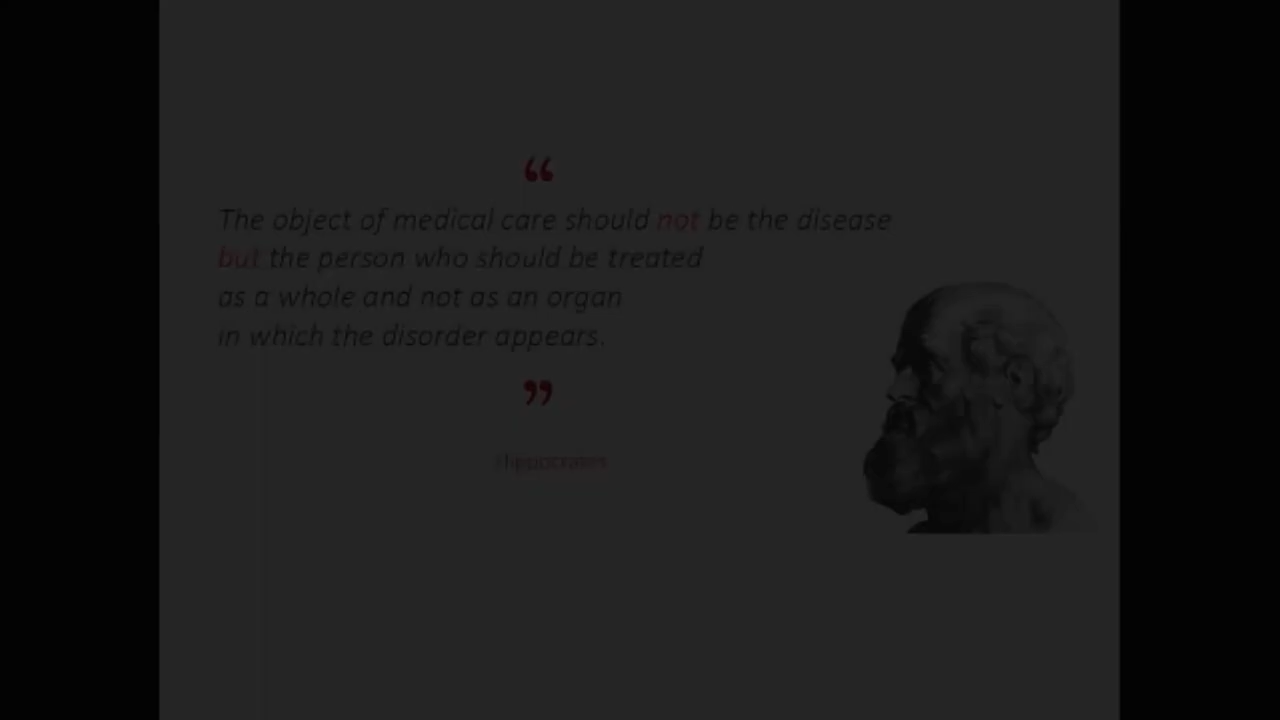 “
The object of medical care should not be the disease
but the person who should be treated
as a whole and not as an organ
in which the disorder appears.
”
Hippocrates